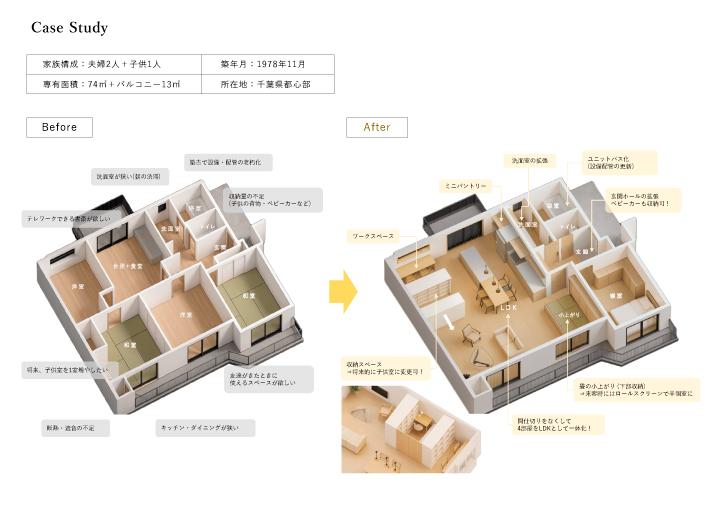 Case Study
家族構成：夫婦2人＋子供1人
築年月：1978年11月
専有面積：74㎡＋バルコニー13㎡
所在地：千葉県都心部
Before
After
築古で設備・配管の老朽化
洗面室が狭い(朝の渋滞)
収納量の不足
(子供の荷物・ベビーカーなど)
テレワークできる書斎が欲しい
浴室
洗面室
トイレ
玄関
台所+食堂
洋室
和室
洋室
和室
将来、子供室を1室増やしたい
友達がきたときに
使えるスペースが欲しい
断熱・遮音の不足
キッチン・ダイニングが狭い
洗面室の拡張
ユニットバス化
(設備配管の更新)
ミニパントリー
玄関ホールの拡張
ベビーカーも収納可！
ワークスペース
浴室
洗面室
トイレ
玄関
寝室
LDK
小上がり
収納スペース
⇒将来的に子供室に変更可！
畳の小上がり（下部収納）
⇒来客時にはロールスクリーンで半個室に
間仕切りをなくして
4部屋をLDKとして一体化！